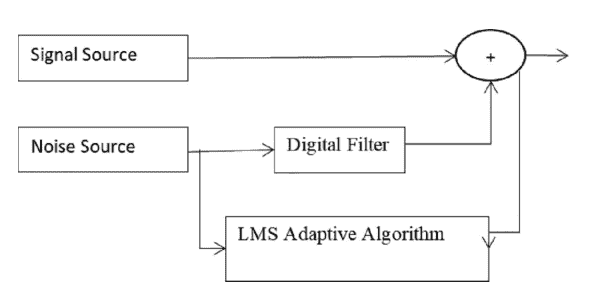 Signal Source
+
Noise Source
Digital Filter
LMS Adaptive Algorithm